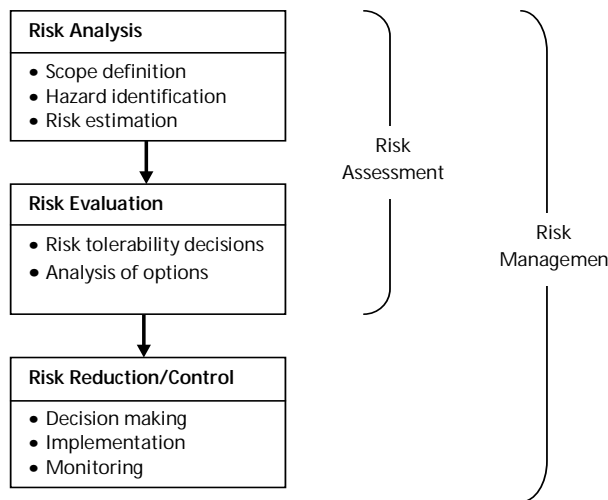 Risk Analysis
• Scope definition
• Hazard identification
• Risk estimation
Risk
Assessment
Risk Evaluation
• Risk tolerability decisions
• Analysis of options
Risk
Managemen
Risk Reduction/Control
• Decision making
• Implementation
• Monitoring